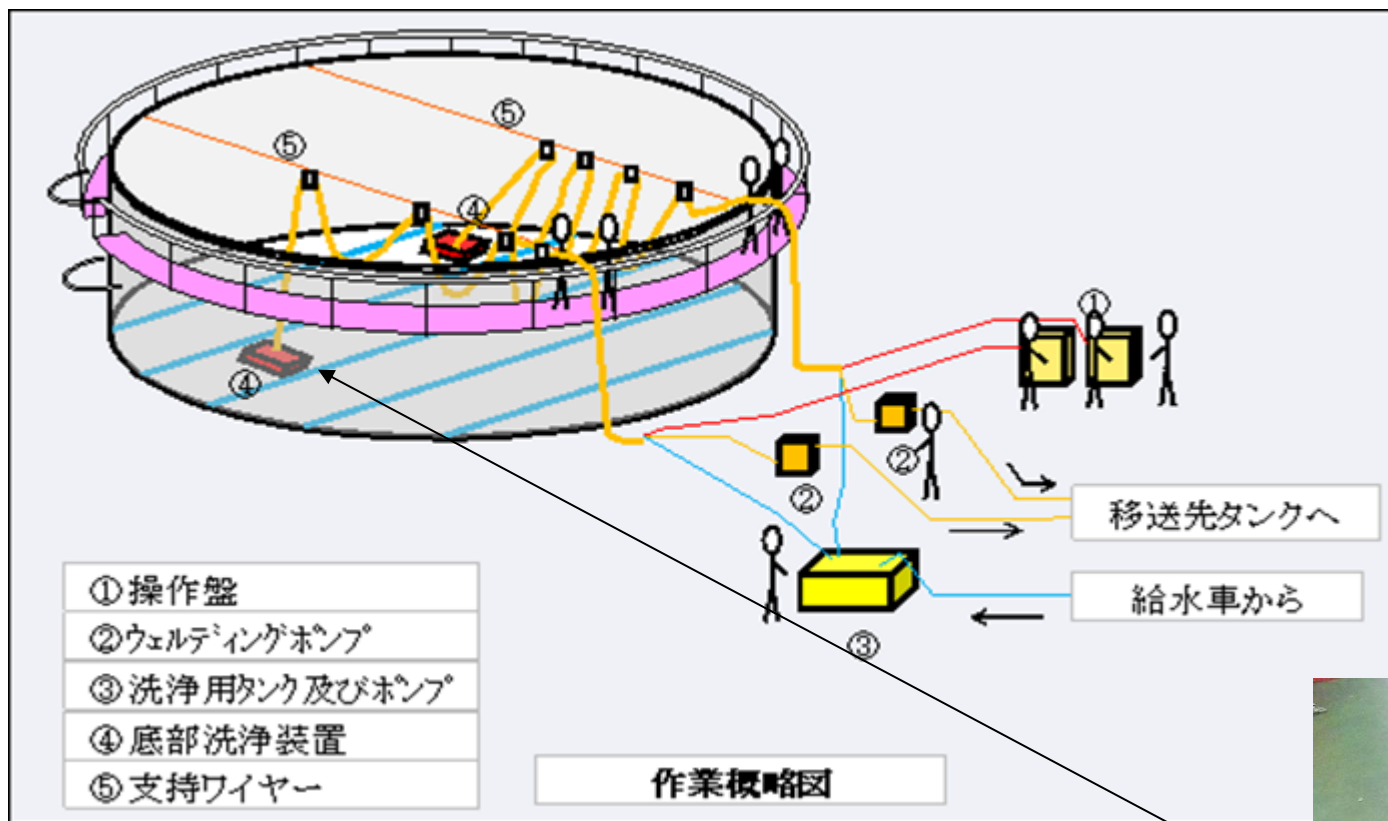 ⑤
⑤
④
④
①
②
②
移送先タンクへ
給水車から
③
①操作盤
②ウェルディングポンプ
③洗浄用タンク及びポンプ
④底部洗浄装置
⑤支持ワイヤー
作業概略図